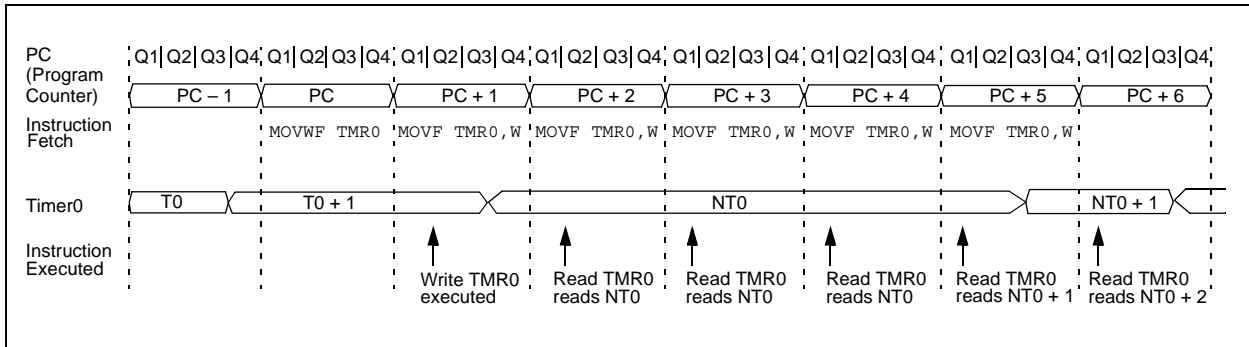 PC
(Program
Counter)
Q1 Q2 Q3 Q4 Q1 Q2 Q3 Q4 Q1 Q2 Q3 Q4 Q1 Q2 Q3 Q4 Q1 Q2 Q3 Q4 Q1 Q2 Q3 Q4 Q1 Q2 Q3 Q4 Q1 Q2 Q3 Q4
PC – 1 PC PC + 1 PC + 2 PC + 3 PC + 4 PC + 5 PC + 6
Instruction
Fetch
MOVWF TMR0 MOVF TMR0,W MOVF TMR0,W MOVF TMR0,W MOVF TMR0,W MOVF TMR0,W
Timer0
T0 T0 + 1 NT0 NT0 + 1
Instruction
Executed
Write TMR0
executed
Read TMR0
reads NT0
Read TMR0
reads NT0
Read TMR0
reads NT0
Read TMR0
reads NT0 + 1
Read TMR0
reads NT0 + 2